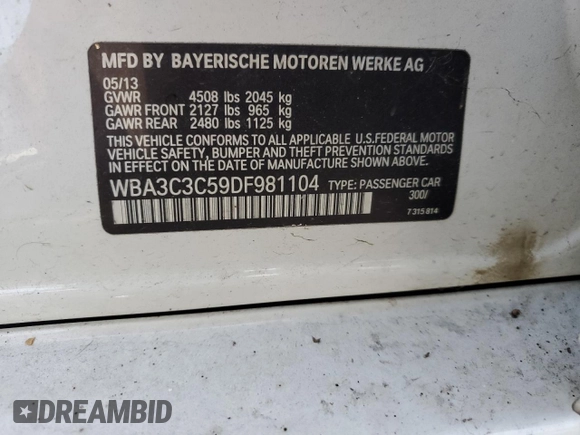 MFD BY BAYERISCHE MOTOREN WERKE AG
05/13
GVWR 4508 lbs 2045 kg
GAWR FRONT 2127 lbs 965 kg
GAWR REAR 2480 lbs 1125 kg
THIS VEHICLE CONFORMS TO ALL APPLICABLE U.S.FEDERAL MOTOR
VEHICLE SAFETY, BUMPER AND THEFT PREVENTION STANDARDS
IN EFFECT ON THE DATE OF MANUFACTURE SHOWN ABOVE.
WBA3C3C59DF981104 TYPE: PASSENGER CAR
300/
7315814
DREAMBID